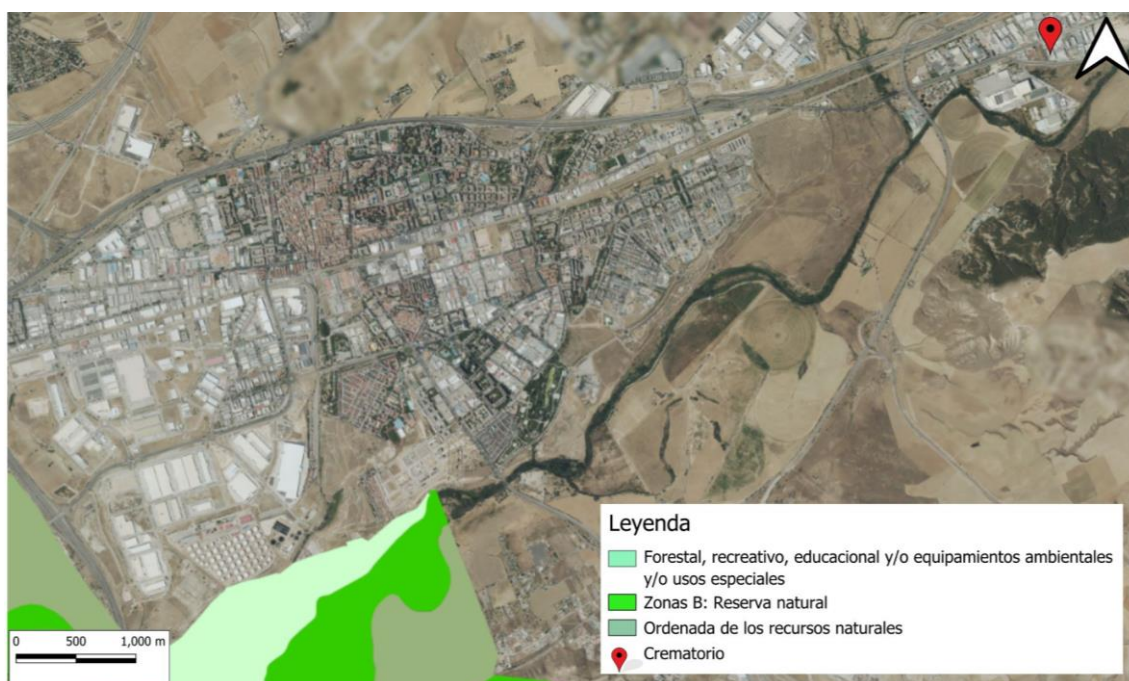 Leyenda
Forestal, recreativo, educacional y/o equipamientos ambientales
y/o usos especiales
Zonas B: Reserva natural
Ordenada de los recursos naturales
Crematorio
0 500 1,000 m